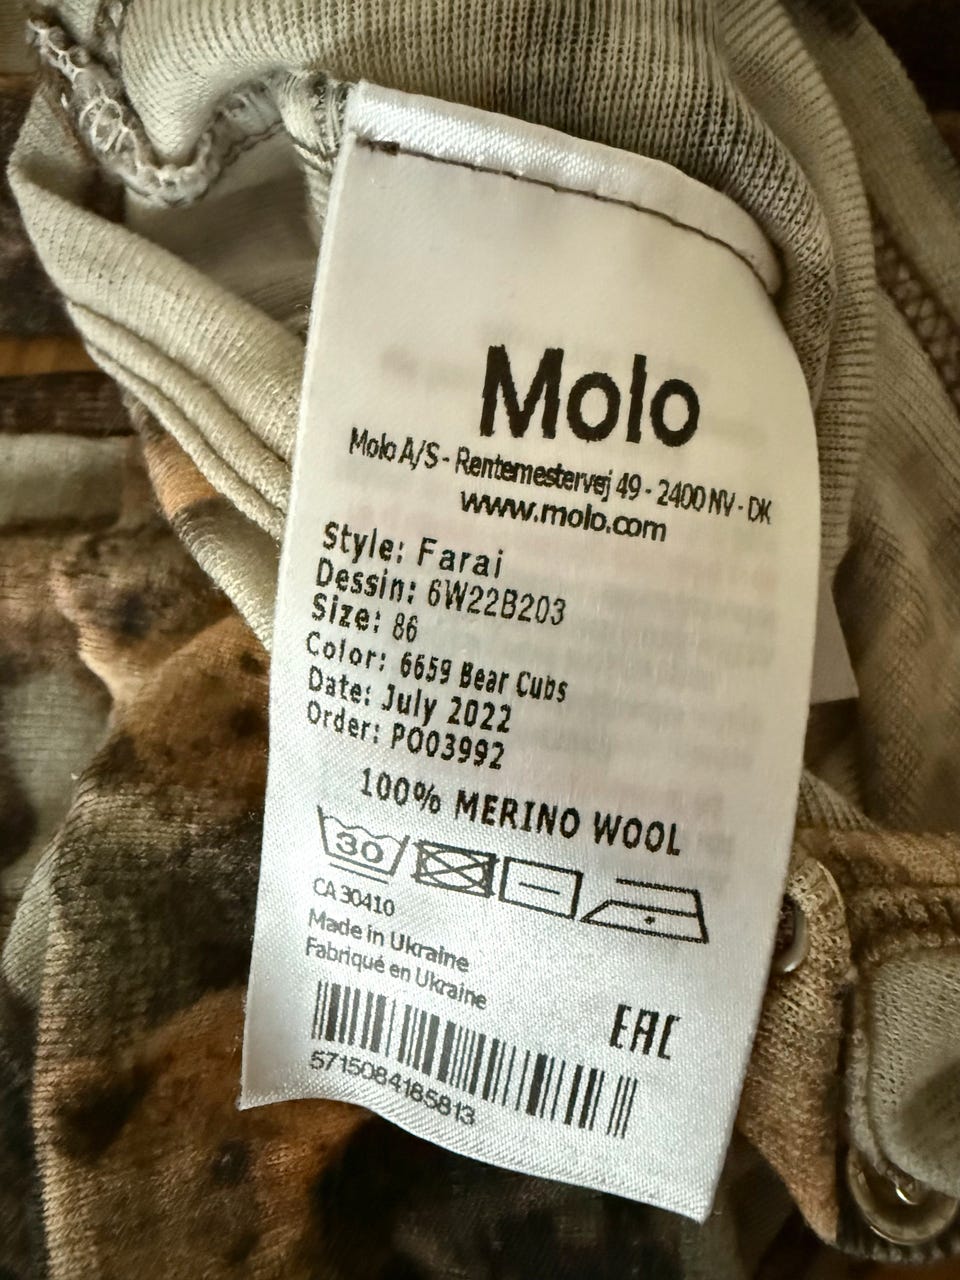 Molo
Molo A/S - Rentemestervej 49 - 2400 NV - DK
www.molo.com
Style: Farai
Dessin: 6W22B203
Size: 86
Color: 6659 Bear Cubs
Date: July 2022
Order: PO03992
100% MERINO WOOL
30
CA 30410
Made in Ukraine
Fabriqué en Ukraine
EAC
5715084185813